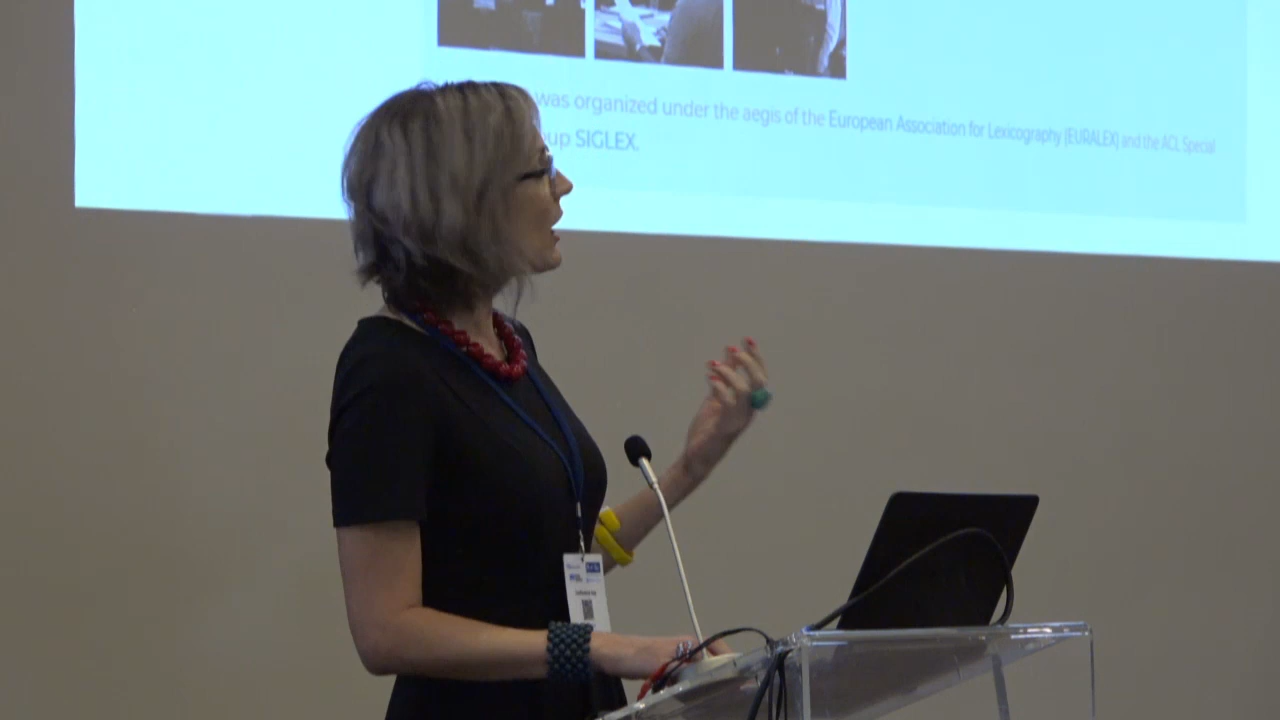 was organized under the aegis of the European Association for Lexicography (EURALEX) and the ACL Special
up SIGLEX.